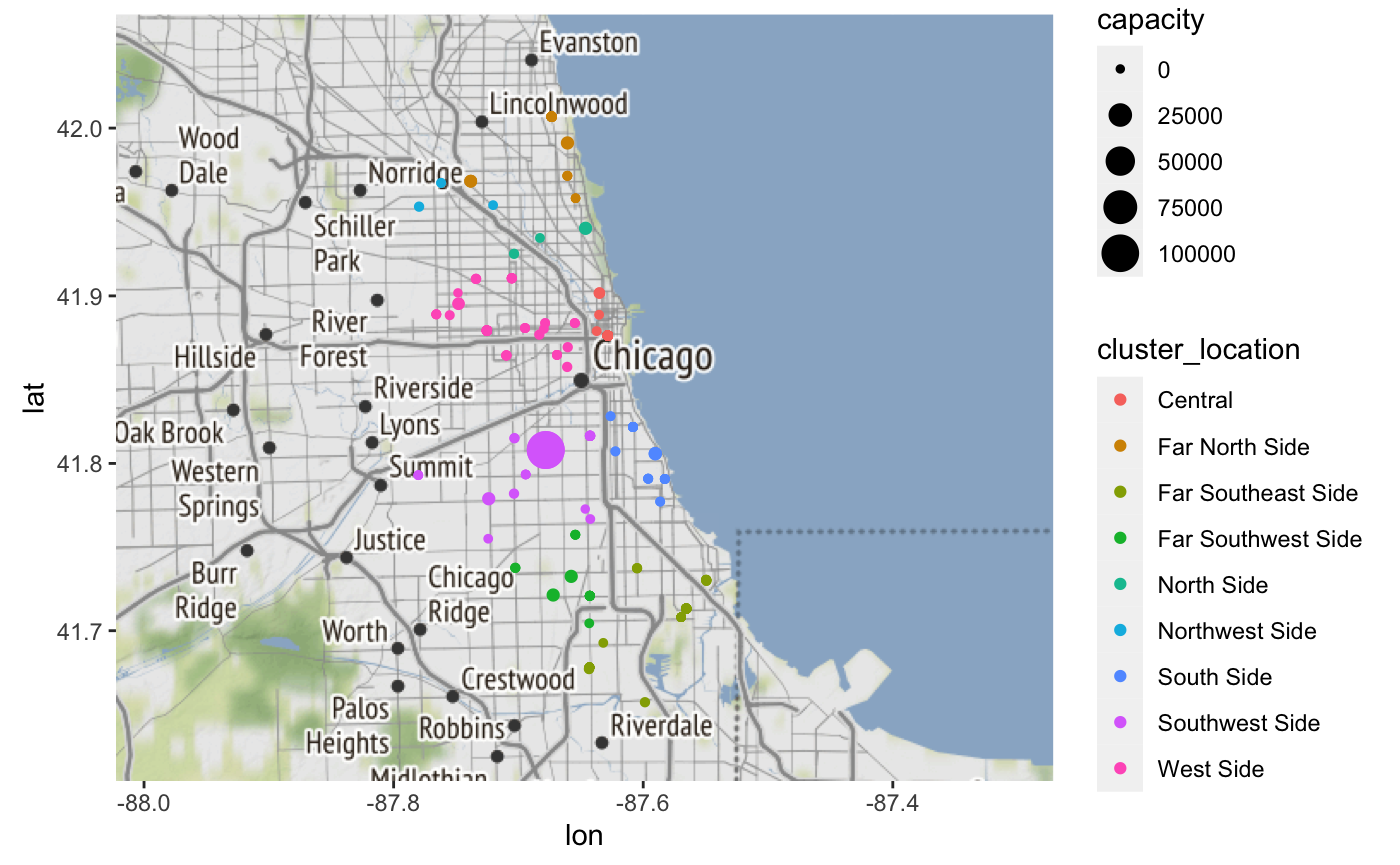 Evanston
Lincolnwood
42.0
Wood
Dale
Norridge
a
Schiller
Park
41.9
River
Forest
Hillside
Chicago
Riverside
Lyons
lat
Oak Brook
41.8
Summit
Western
Springs
Justice
Burr
Ridge
Chicago
Ridge
41.7
Worth
Crestwood
Palos
Heights
Robbins
Riverdale
Midlothian
-88.0
-87.8
-87.6
-87.4
lon
capacity
0
25000
50000
75000
100000
cluster_location
Central
Far North Side
Far Southeast Side
Far Southwest Side
North Side
Northwest Side
South Side
Southwest Side
West Side